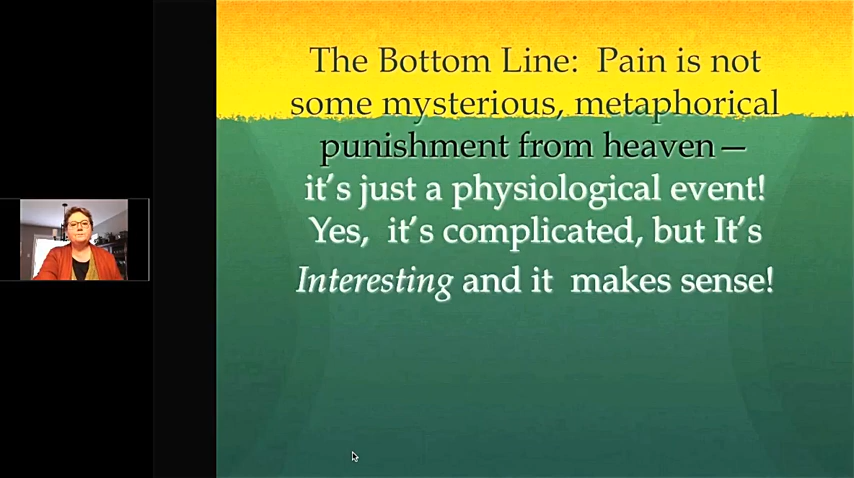 The Bottom Line:  Pain is not
some mysterious, metaphorical
punishment from heaven—
it's just a physiological event!
Yes,  it's complicated, but It's
Interesting and it  makes sense!